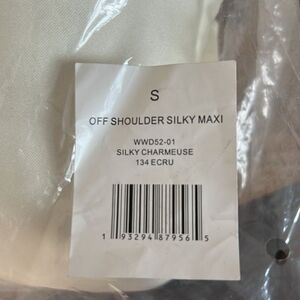 S
OFF SHOULDER SILKY MAXI
WWD52-01
SILKY CHARMEUSE
134 ECRU
1 93294 87956 5